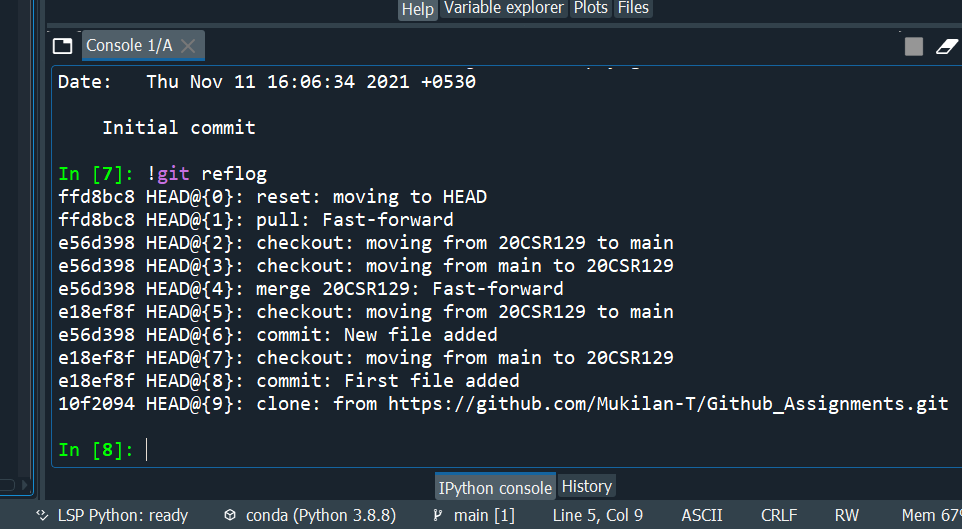 Help Variable explorer Plots Files
Console 1/A
Date:   Thu Nov 11 16:06:34 2021 +0530
    Initial commit
In [7]: !git reflog
ffd8bc8 HEAD@{0}: reset: moving to HEAD
ffd8bc8 HEAD@{1}: pull: Fast-forward
e56d398 HEAD@{2}: checkout: moving from 20CSR129 to main
e56d398 HEAD@{3}: checkout: moving from main to 20CSR129
e56d398 HEAD@{4}: merge 20CSR129: Fast-forward
e18ef8f HEAD@{5}: checkout: moving from 20CSR129 to main
e56d398 HEAD@{6}: commit: New file added
e18ef8f HEAD@{7}: checkout: moving from main to 20CSR129
e18ef8f HEAD@{8}: commit: First file added
10f2094 HEAD@{9}: clone: from https://github.com/Mukilan-T/Github_Assignments.git
In [8]:
IPython console History
LSP Python: ready conda (Python 3.8.8) main [1] Line 5, Col 9 ASCII CRLF RW Mem 67%